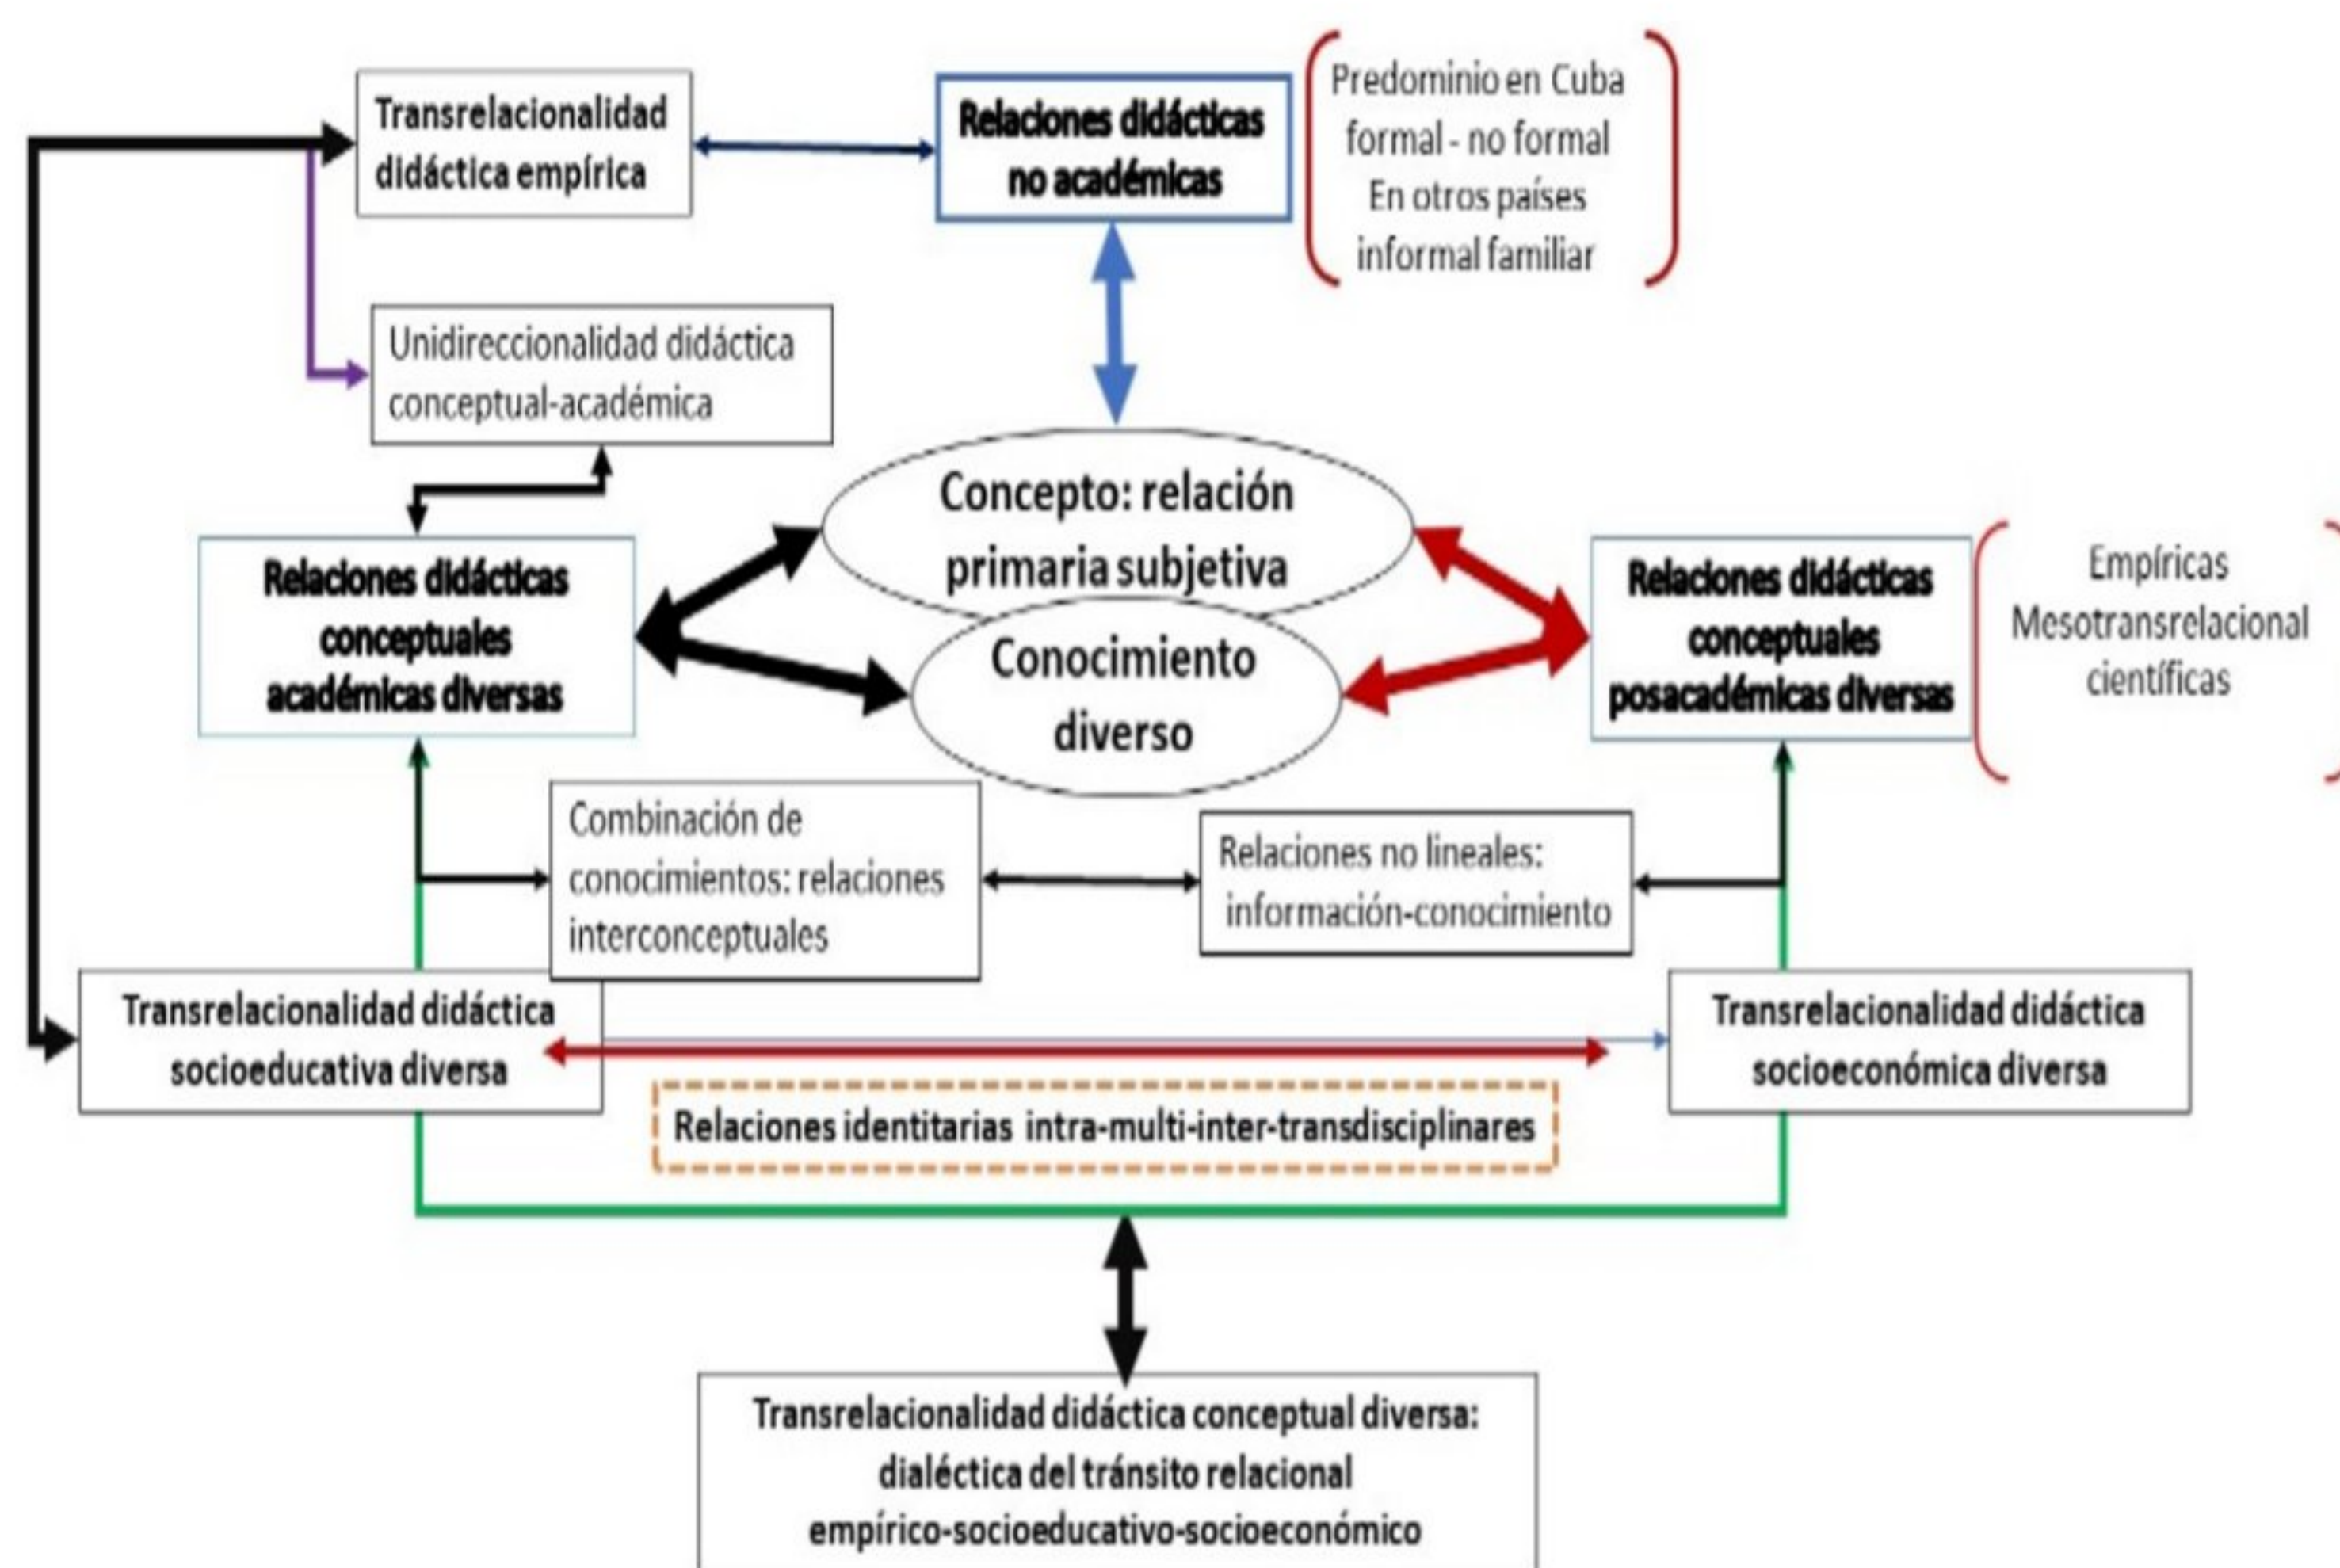 Transrelacionalidad
didáctica empírica
Relaciones didácticas
no académicas
Predominio en Cuba
formal - no formal
En otros países
informal familiar
Unidireccionalidad didáctica
conceptual-académica
Concepto: relación
primaria subjetiva
Conocimiento
diverso
Relaciones didácticas
conceptuales
académicas diversas
Relaciones didácticas
conceptuales
posacadémicas diversas
Empíricas
Mesotransrelacional
científicas
Combinación de
conocimientos: relaciones
interconceptuales
Relaciones no lineales:
información-conocimiento
Transrelacionalidad didáctica
socioeducativa diversa
Transrelacionalidad didáctica
socioeconómica diversa
Relaciones identitarias intra-multi-inter-transdisciplinares
Transrelacionalidad didáctica conceptual diversa:
dialéctica del tránsito relacional
empírico-socioeducativo-socioeconómico